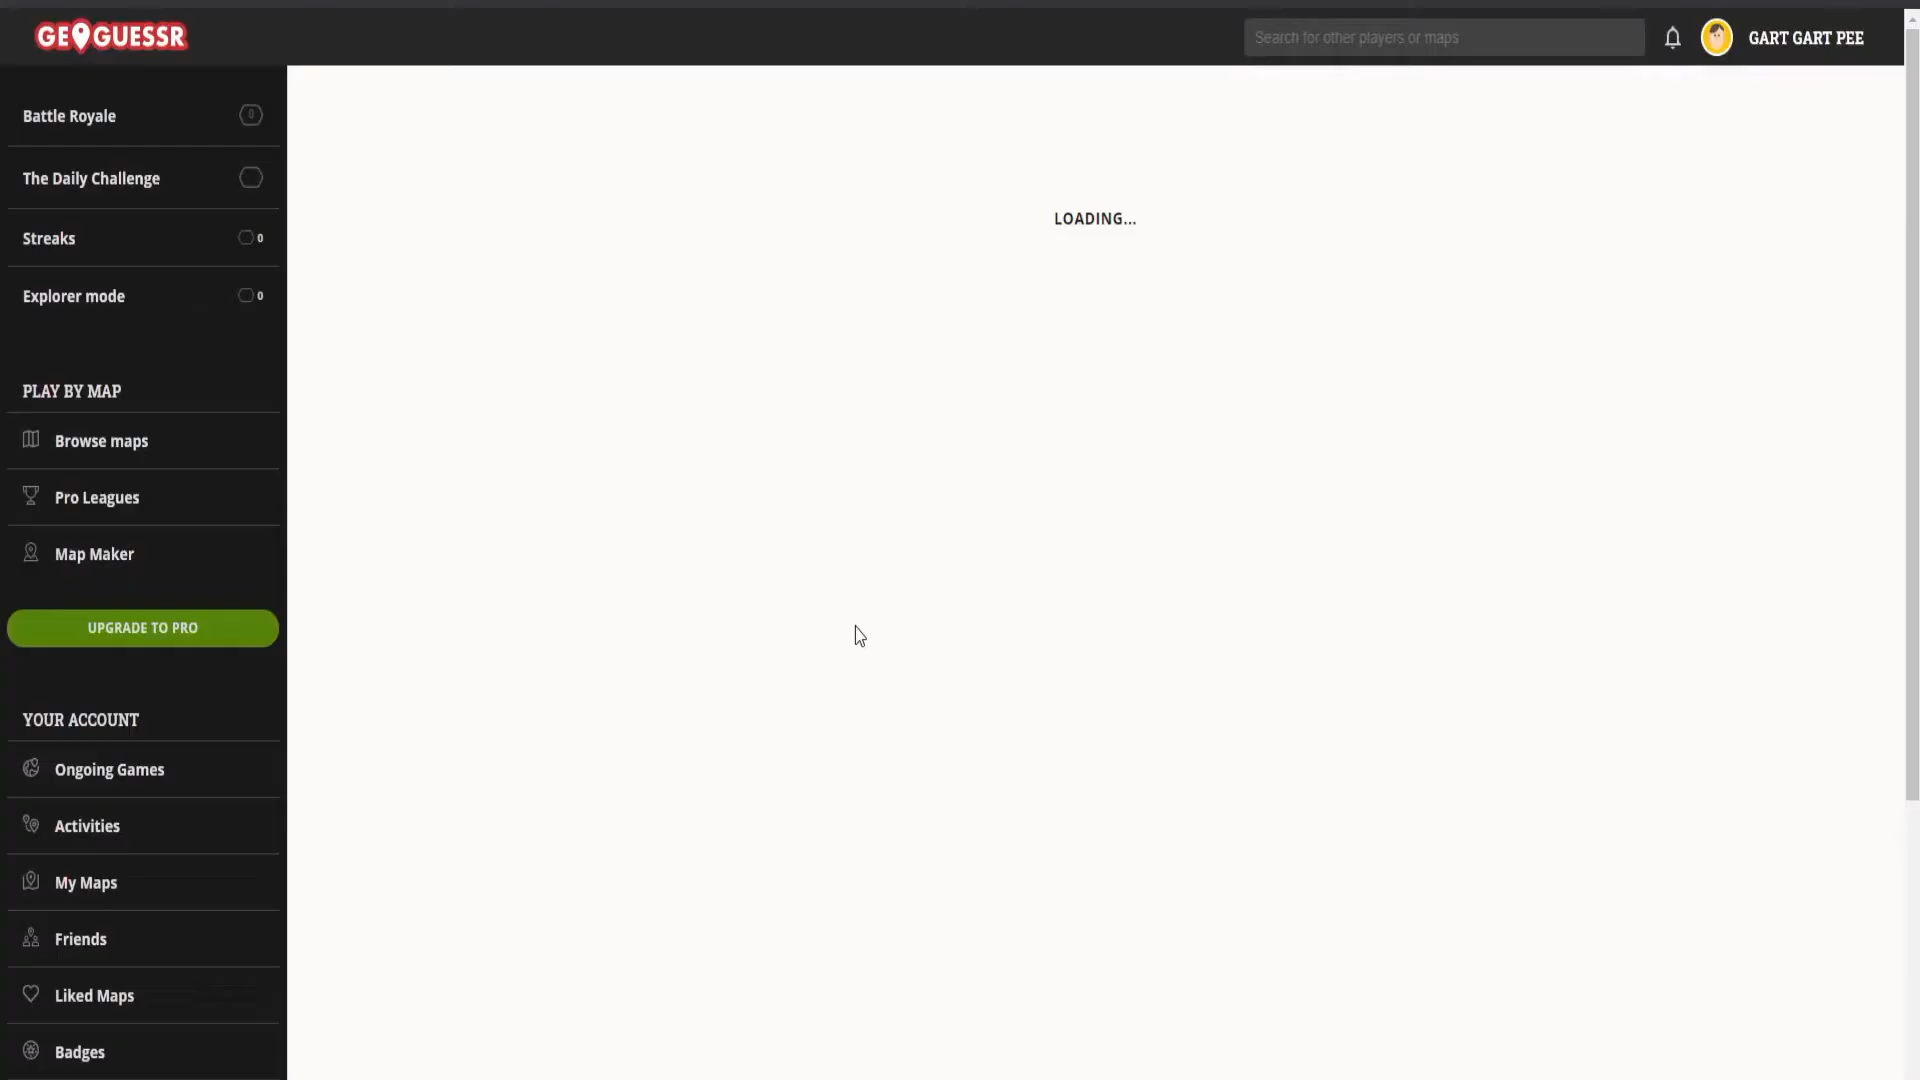 GEOGUESSR
Search for other players or maps
GART GART PEE
Battle Royale
0
The Daily Challenge
Streaks
0
Explorer mode
0
LOADING...
PLAY BY MAP
Browse maps
Pro Leagues
Map Maker
UPGRADE TO PRO
YOUR ACCOUNT
Ongoing Games
Activities
My Maps
Friends
Liked Maps
Badges